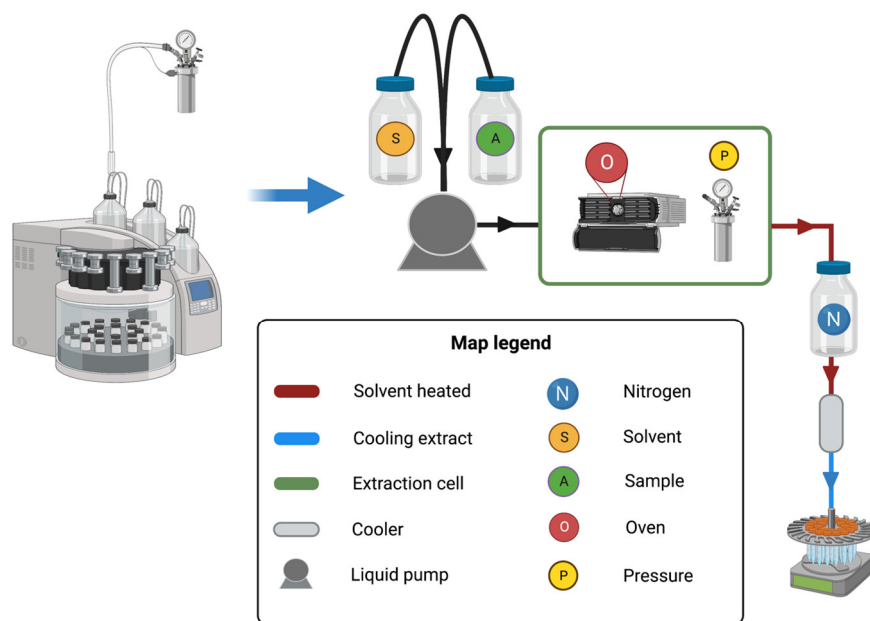 S
A
O
P
N
Map legend
Solvent heated
N
Nitrogen
Cooling extract
S
Solvent
Extraction cell
A
Sample
Cooler
O
Oven
Liquid pump
P
Pressure